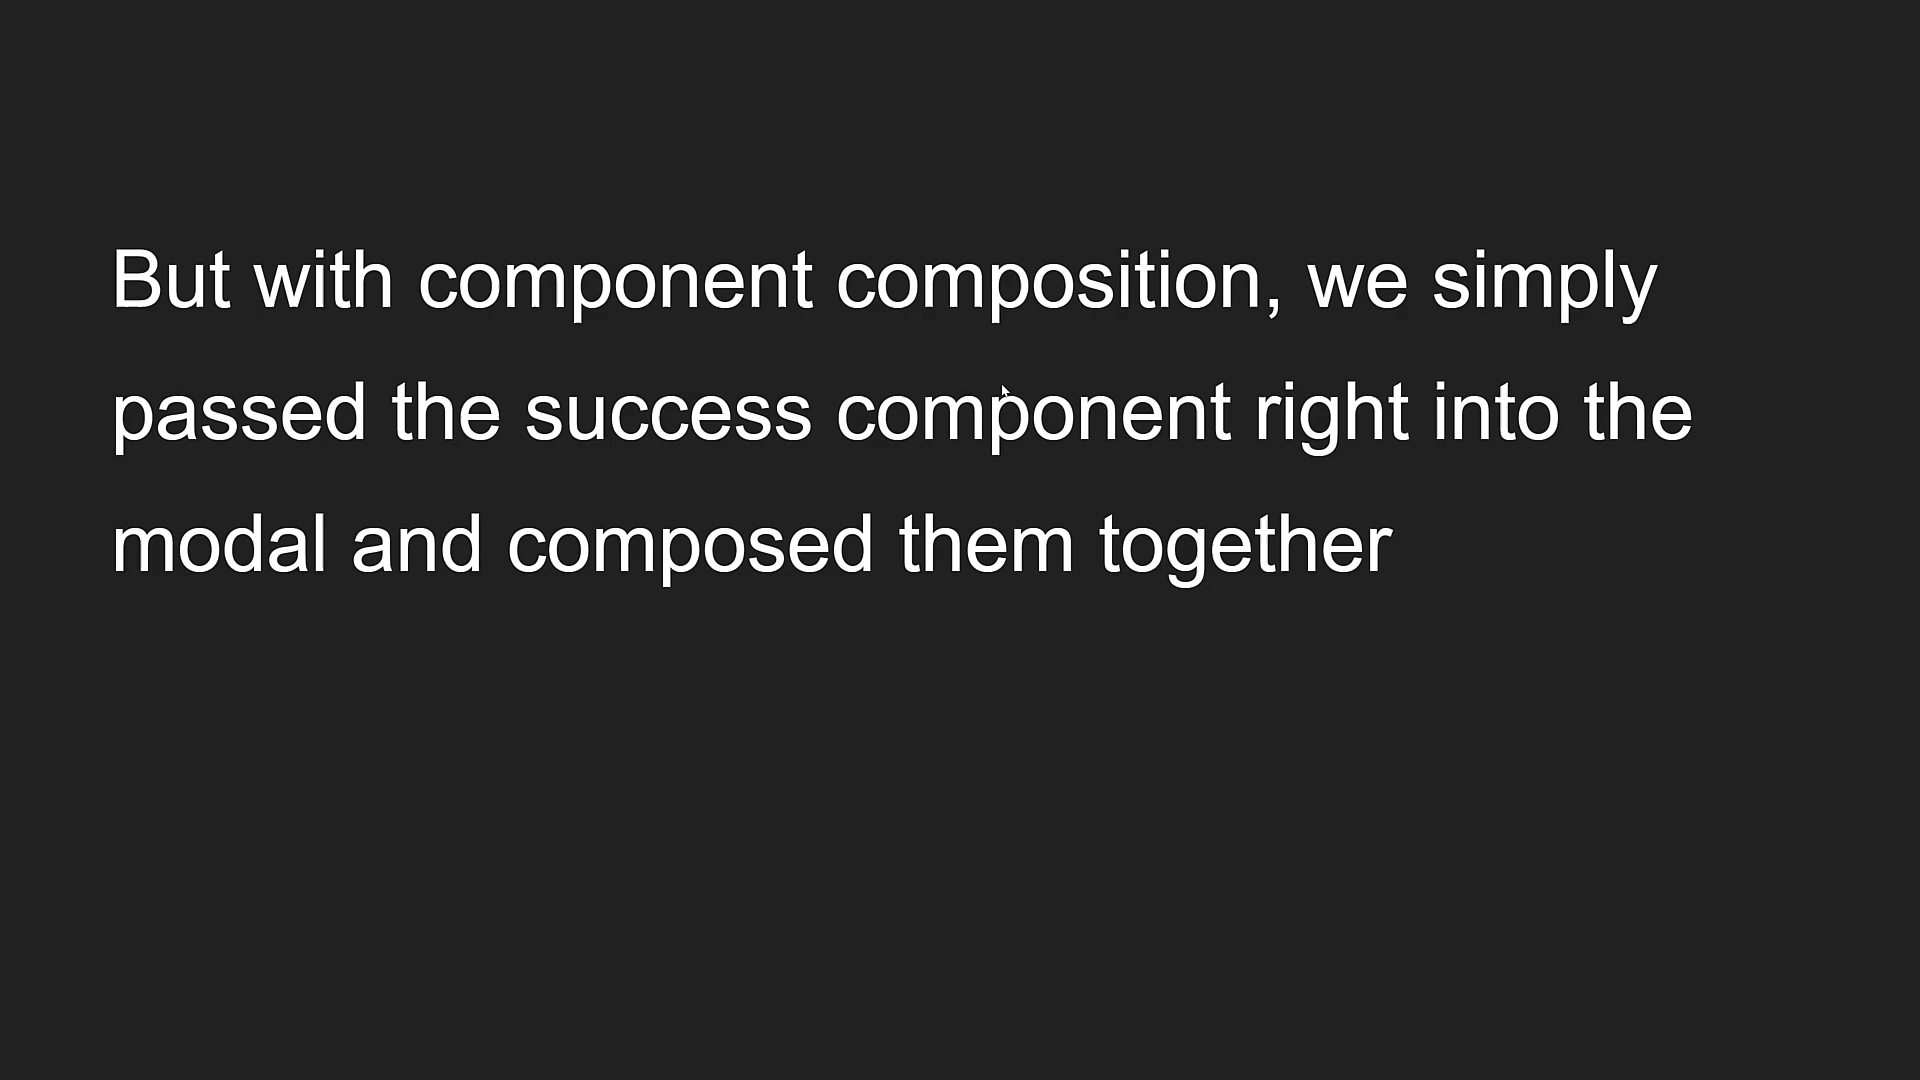 But with component composition, we simply
passed the success component right into the
modal and composed them together